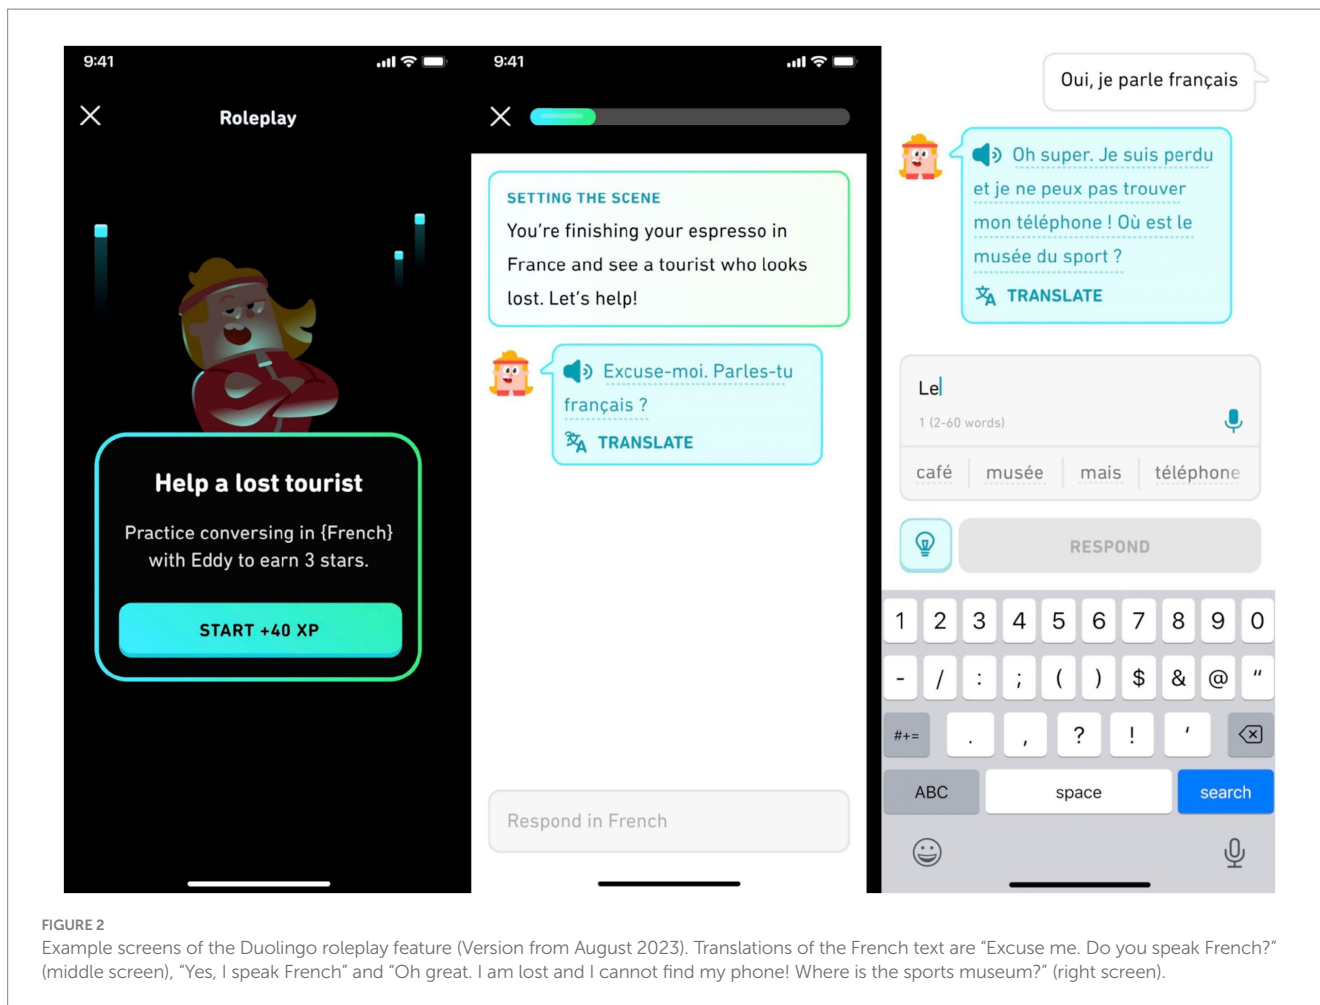 9:41
Roleplay
Help a lost tourist
Practice conversing in {French}
with Eddy to earn 3 stars.
START +40 XP
9:41
SETTING THE SCENE
You're finishing your espresso in
France and see a tourist who looks
lost. Let's help!
Excuse-moi. Parles-tu
français ?
TRANSLATE
Respond in French
Oui, je parle français
Oh super. Je suis perdu
et je ne peux pas trouver
mon téléphone ! Où est le
musée du sport ?
TRANSLATE
Le
1 (2-60 words)
café musée mais téléphone
RESPOND
1 2 3 4 5 6 7 8 9 0
- / : ; ( ) $ & @ “
#+= . , ? ! ‘
ABC space search
FIGURE 2
Example screens of the Duolingo roleplay feature (Version from August 2023). Translations of the French text are “Excuse me. Do you speak French?”
(middle screen), “Yes, I speak French” and “Oh great. I am lost and I cannot find my phone! Where is the sports museum?” (right screen).